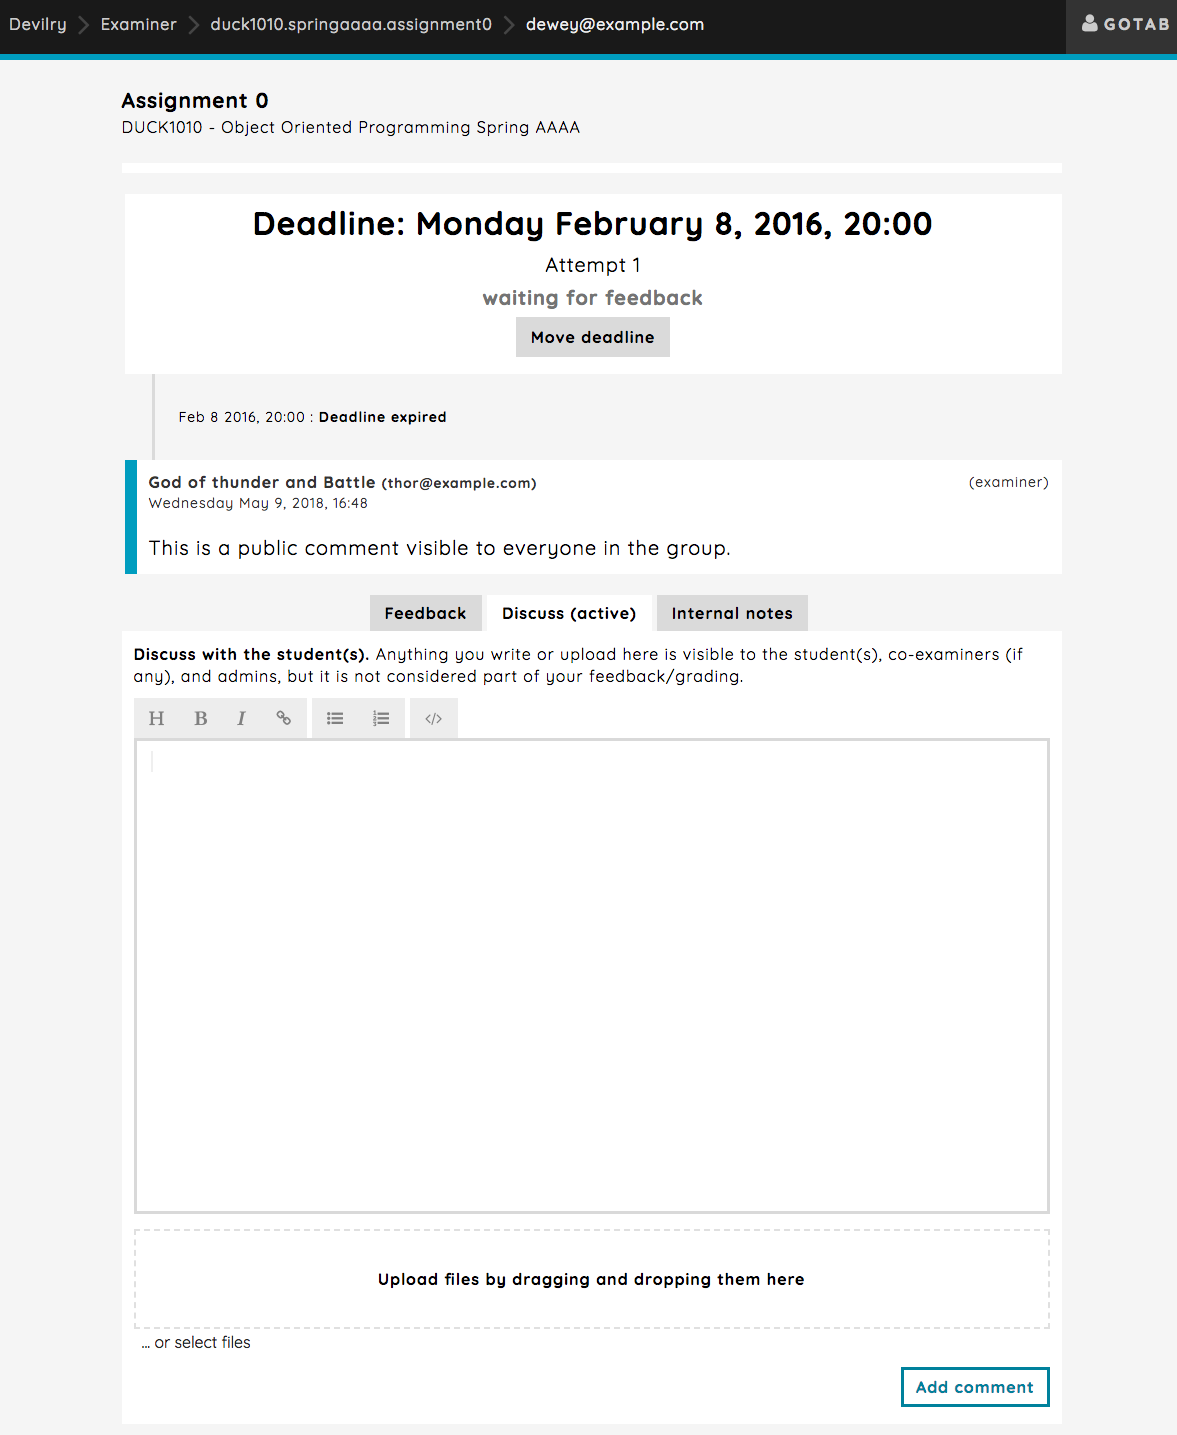 Devilry Examiner duck1010.springaaaa.assignment0 dewey@example.com GOTAB
Assignment 0
DUCK1010 - Object Oriented Programming Spring AAAA
Deadline: Monday February 8, 2016, 20:00
Attempt 1
waiting for feedback
Move deadline
Feb 8 2016, 20:00 : Deadline expired
God of thunder and Battle (thor@example.com) (examiner)
Wednesday May 9, 2018, 16:48
This is a public comment visible to everyone in the group.
Feedback Discuss (active) Internal notes
Discuss with the student(s). Anything you write or upload here is visible to the student(s), co-examiners (if
any), and admins, but it is not considered part of your feedback/grading.
H B I </>
Upload files by dragging and dropping them here
... or select files
Add comment